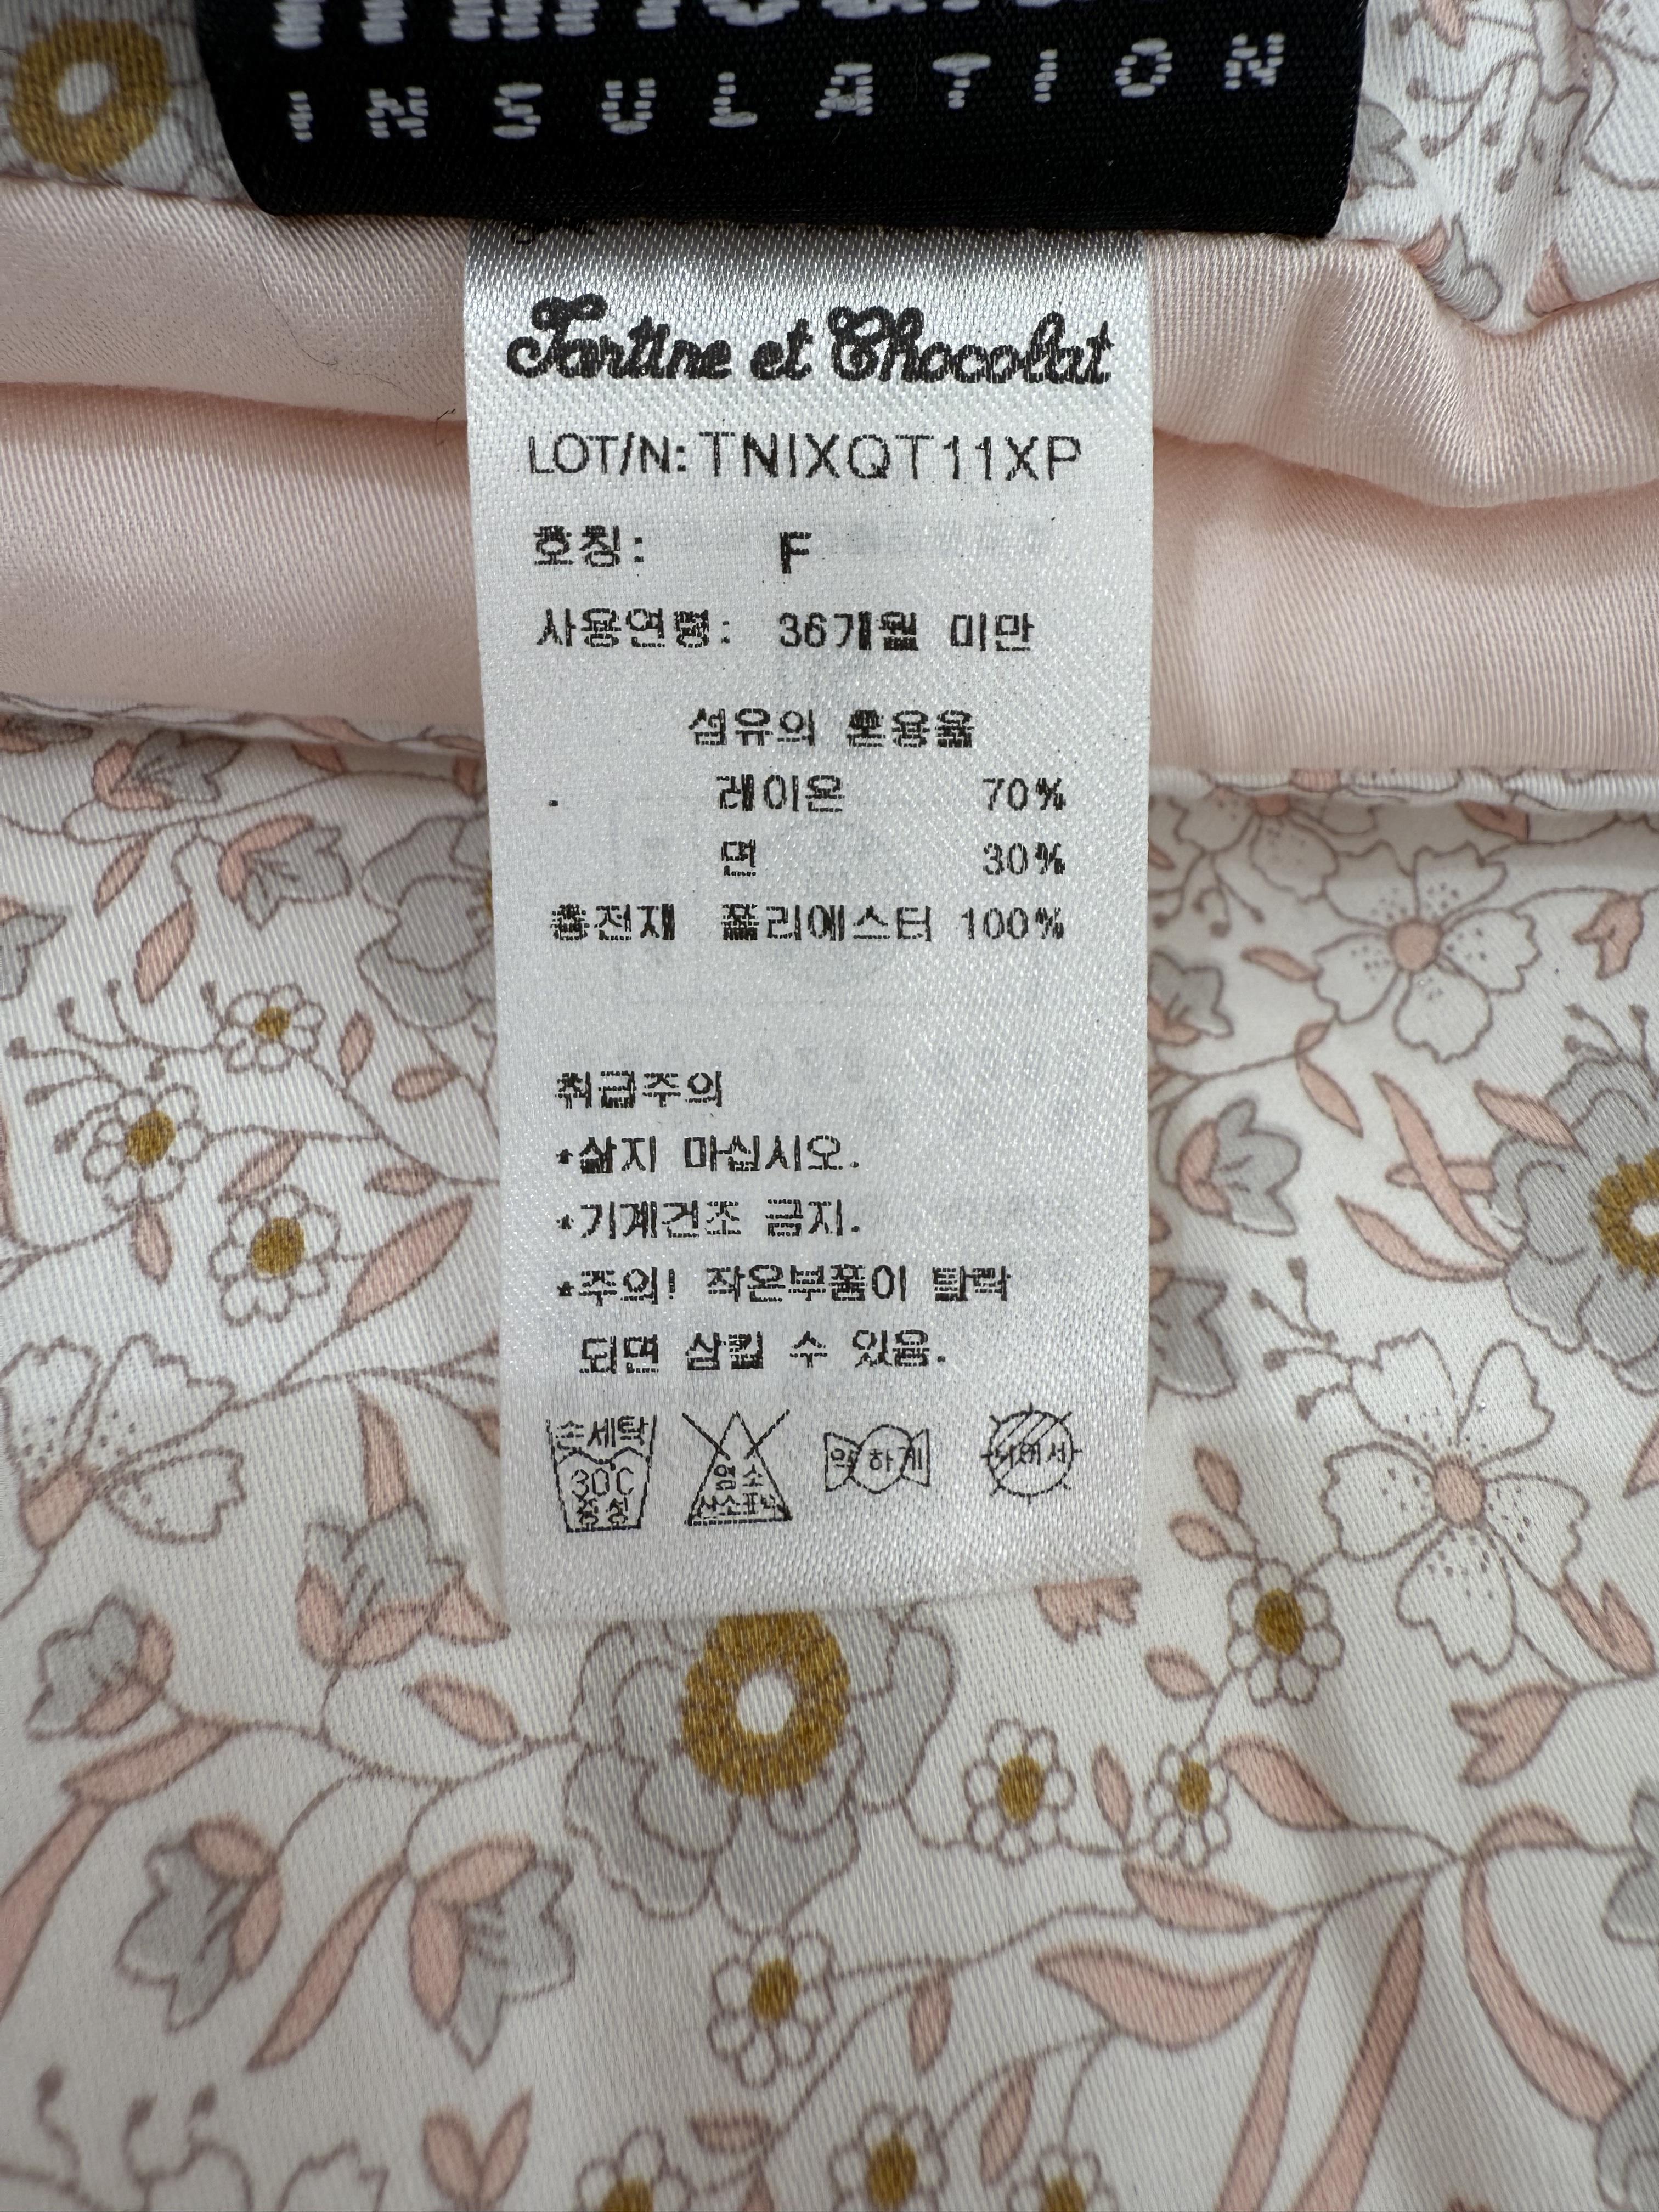 INSULATION
Tartine et Chocolat
LOT/N: TNIXQT11XP
호칭: F
사용연령: 36개월 미만
섬유의 혼용율
레이온 70%
면 30%
충전재 폴리에스터 100%
취급주의
*삶지 마십시오.
*기계건조 금지.
*주의! 작은부품이 탈락
되면 삼킬 수 있음.
손세탁
30℃
중성
염소
산소표백
약하게
뉘어서